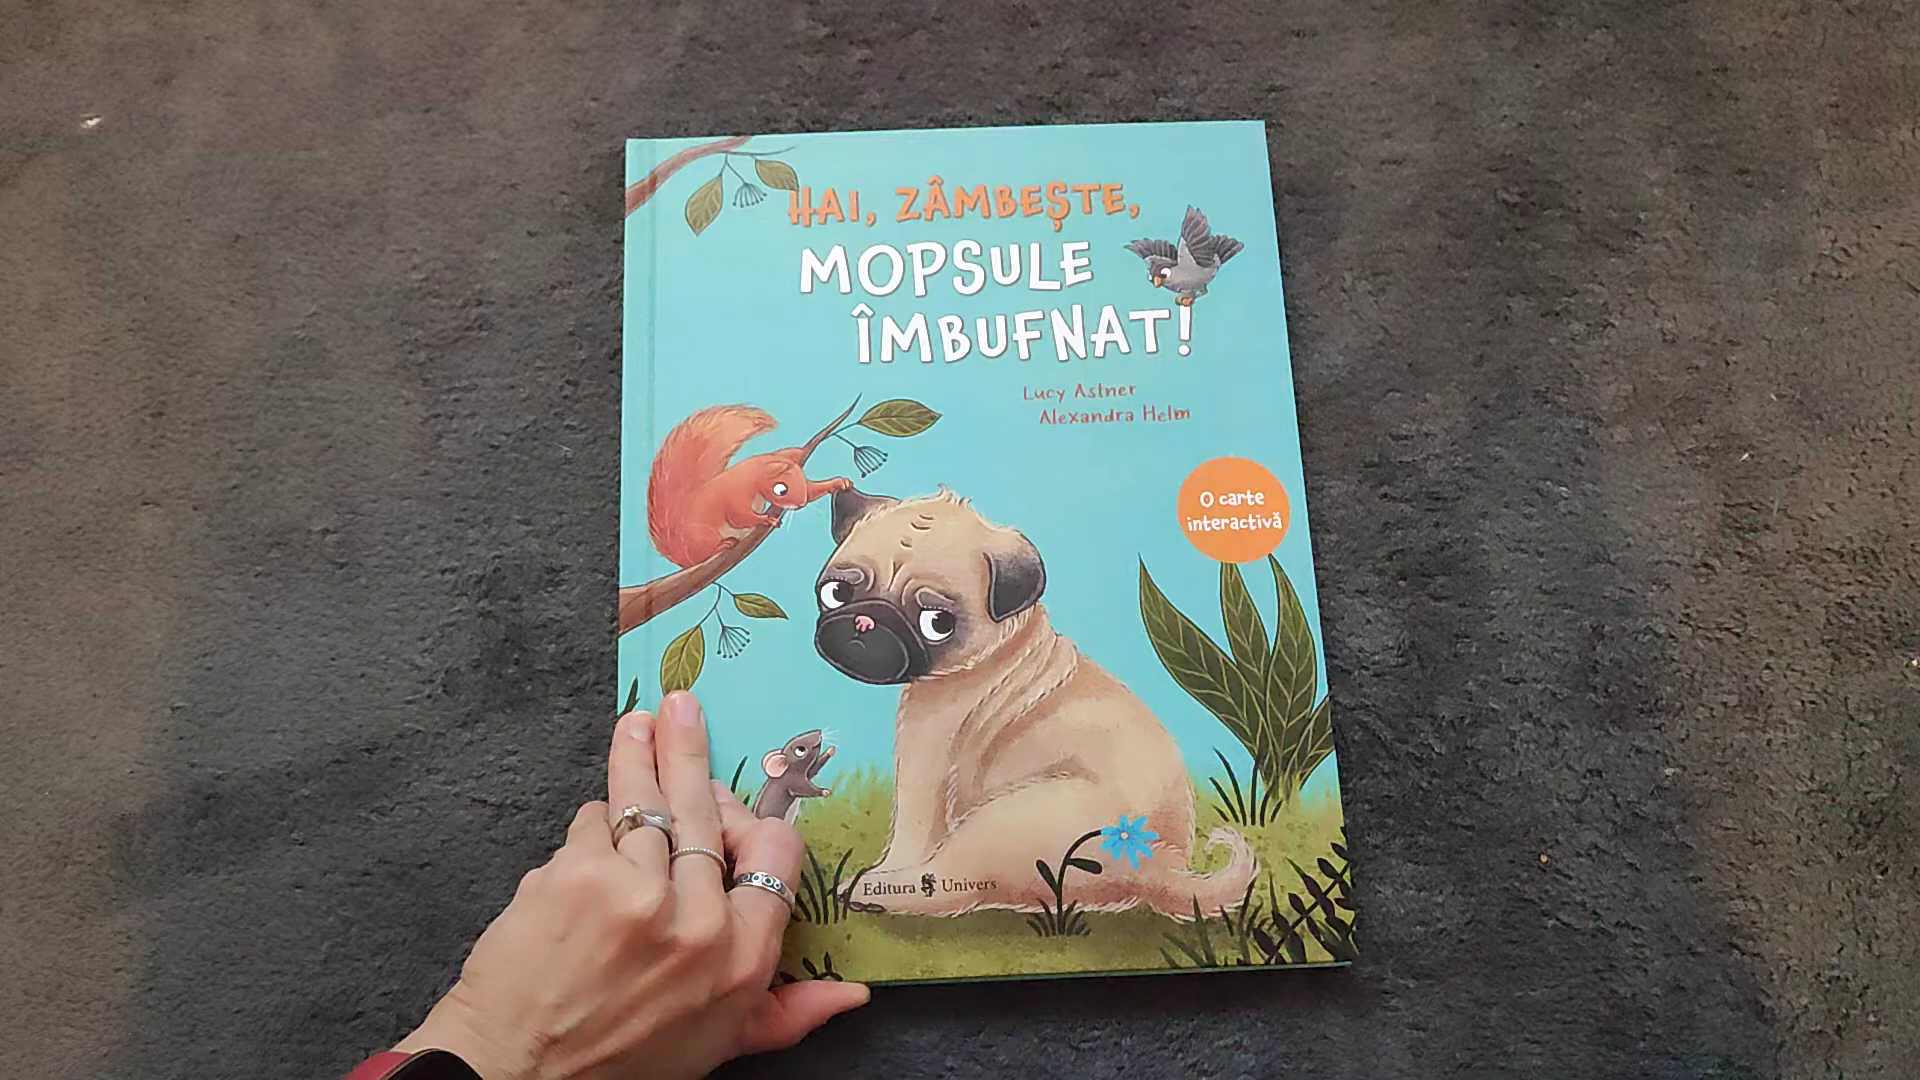 HAI, ZÂMBEȘTE,
MOPSULE
ÎMBUFNAT!
Lucy Astner
Alexandra Helm
O carte
interactivă
Editura Univers